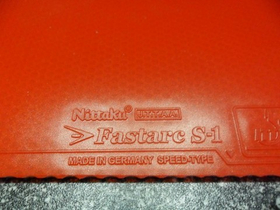 Nittaku®
Fastarc S-1
MADE IN GERMANY SPEED-TYPE